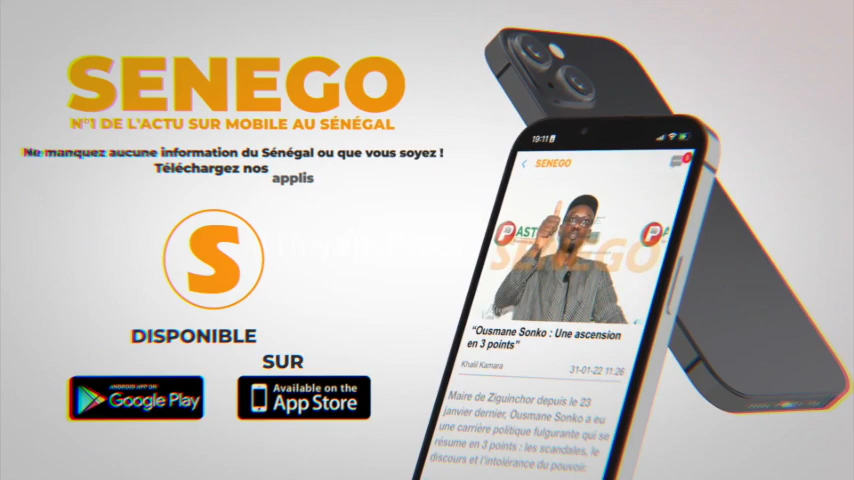 SENEGO
N°1 DE L'ACTU SUR MOBILE AU SÉNÉGAL
Ne manquez aucune information du Sénégal ou que vous soyez !
Téléchargez nos
applis
S
DISPONIBLE
SUR
ANDROID APP ON
Google Play
Available on the
App Store
19:11
SENEGO
PAST
PAS
SENEGO
"Ousmane Sonko : Une ascension
en 3 points"
Khalil Kamara
31-01-22 11:26
Maire de Ziguinchor depuis le 23
janvier dernier, Ousmane Sonko a eu
une carrière politique fulgurante qui se
résume en 3 points : les scandales, le
discours et l'intolérance du pouvoir.